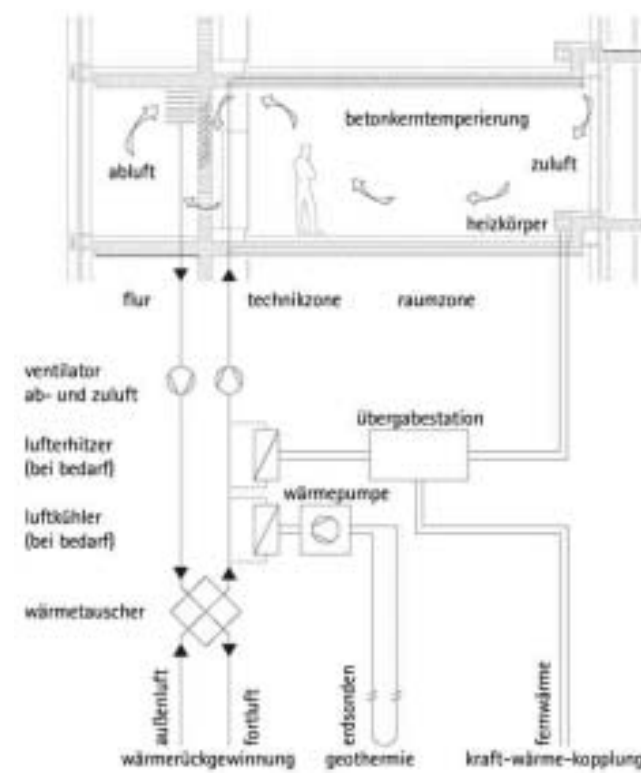 betonkerntemperierung
abluft
zuluft
heizkörper
flur
technikzone
raumzone
ventilator
ab- und zuluft
übergabestation
lufterhitzer
(bei bedarf)
wärmepumpe
luftkühler
(bei bedarf)
wärmetauscher
außenluft
fortluft
erdsonden
fernwärme
wärmerückgewinnung
geothermie
kraft-wärme-kopplung